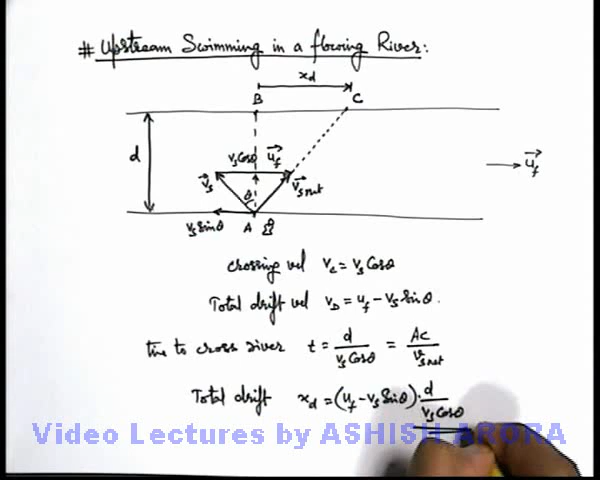 # Upstream Swimming in a flowing River:
x_d
B C
d
v_s cosθ u_f→
v_s→ θ v_s net→ → u_f→
v_s sinθ A
crossing vel v_c = v_s cosθ
Total drift vel v_D = u_f - v_s sinθ.
Time to cross river t = d / v_s cosθ = AC / v_s net
Total drift x_d = (u_f - v_s sinθ) · d / v_s cosθ
Video Lectures by ASHISH ARORA